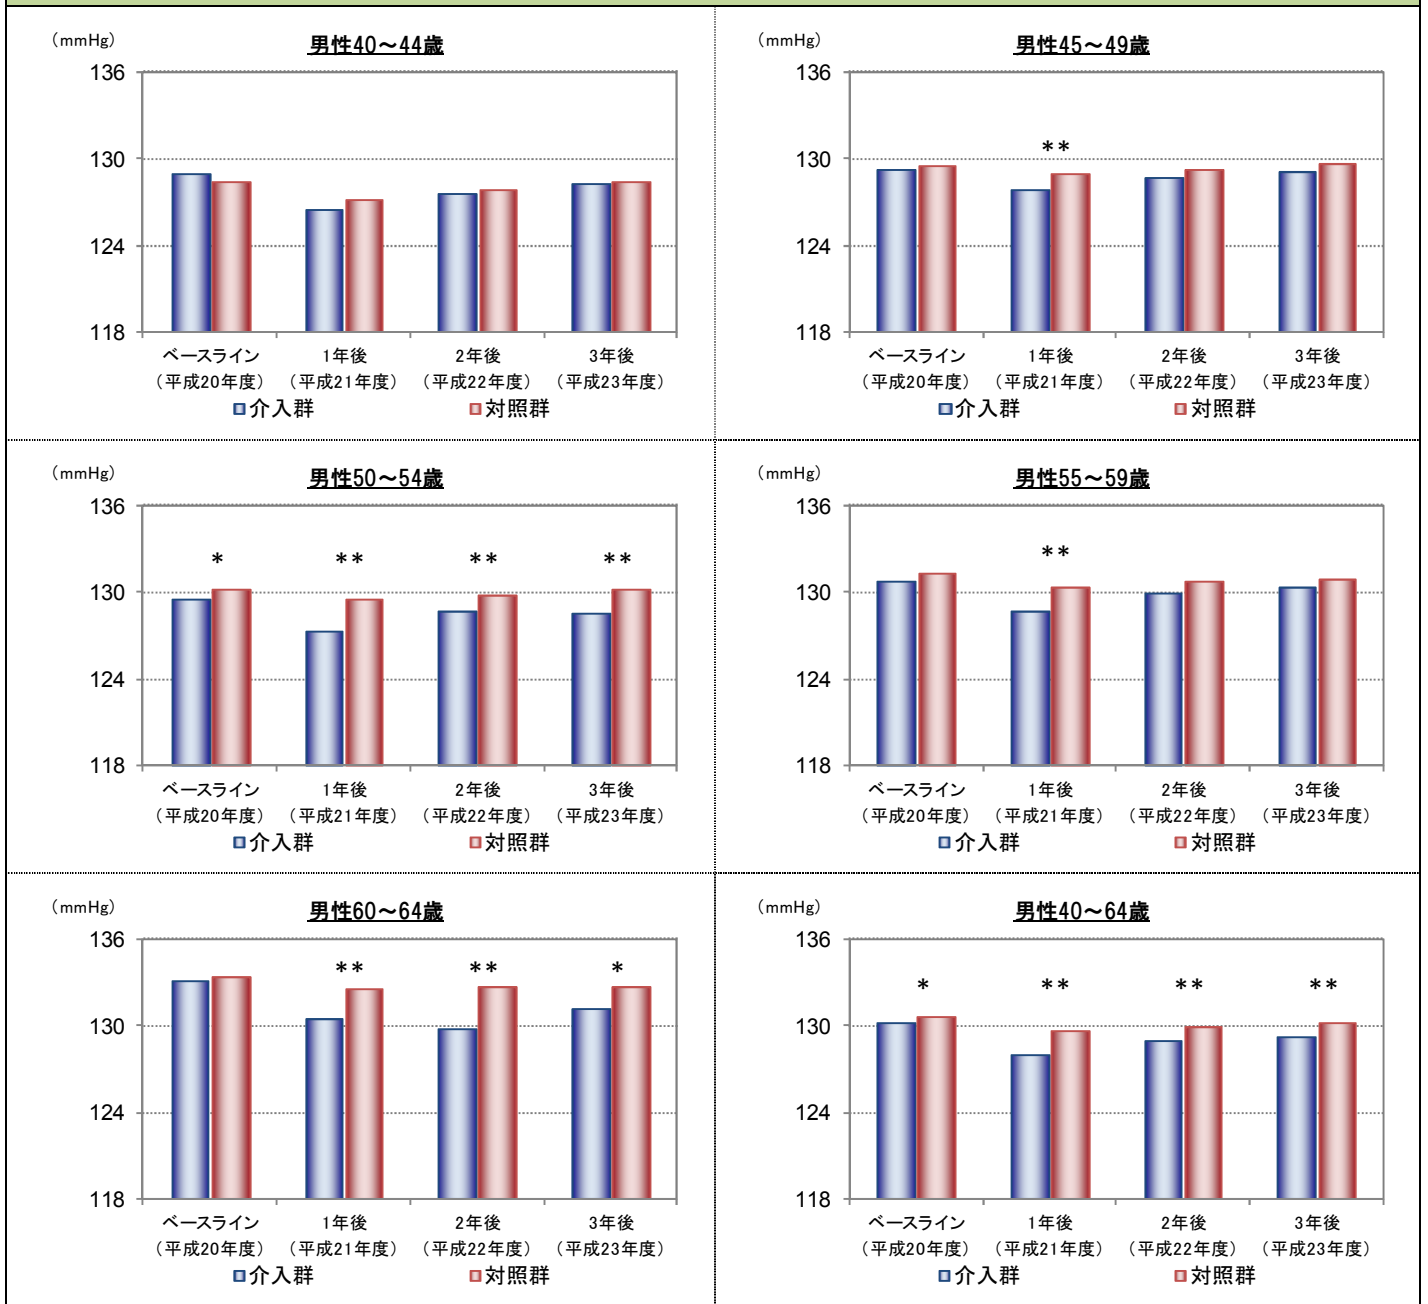 （mmHg）
男性40～44歳
136
130
124
118
ベースライン 1年後 2年後 3年後
（平成20年度） （平成21年度） （平成22年度） （平成23年度）
介入群 対照群
（mmHg）
男性45～49歳
136
**
130
124
118
ベースライン 1年後 2年後 3年後
（平成20年度） （平成21年度） （平成22年度） （平成23年度）
介入群 対照群
（mmHg）
男性50～54歳
136
* ** ** **
130
124
118
ベースライン 1年後 2年後 3年後
（平成20年度） （平成21年度） （平成22年度） （平成23年度）
介入群 対照群
（mmHg）
男性55～59歳
136
**
130
124
118
ベースライン 1年後 2年後 3年後
（平成20年度） （平成21年度） （平成22年度） （平成23年度）
介入群 対照群
（mmHg）
男性60～64歳
136
** ** *
130
124
118
ベースライン 1年後 2年後 3年後
（平成20年度） （平成21年度） （平成22年度） （平成23年度）
介入群 対照群
（mmHg）
男性40～64歳
136
* ** ** **
130
124
118
ベースライン 1年後 2年後 3年後
（平成20年度） （平成21年度） （平成22年度） （平成23年度）
介入群 対照群